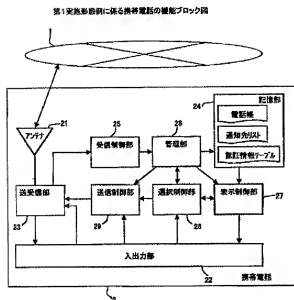 第1実施形態例に係る携帯電話の機能ブロック図
22
21
アンテナ
25
受信制御部
26
管理部
24
記憶部
電話帳
通知先リスト
認証情報テーブル
送受信部
23
送信制御部
29
選択制御部
28
表示制御部
27
入出力部
22
携帯電話